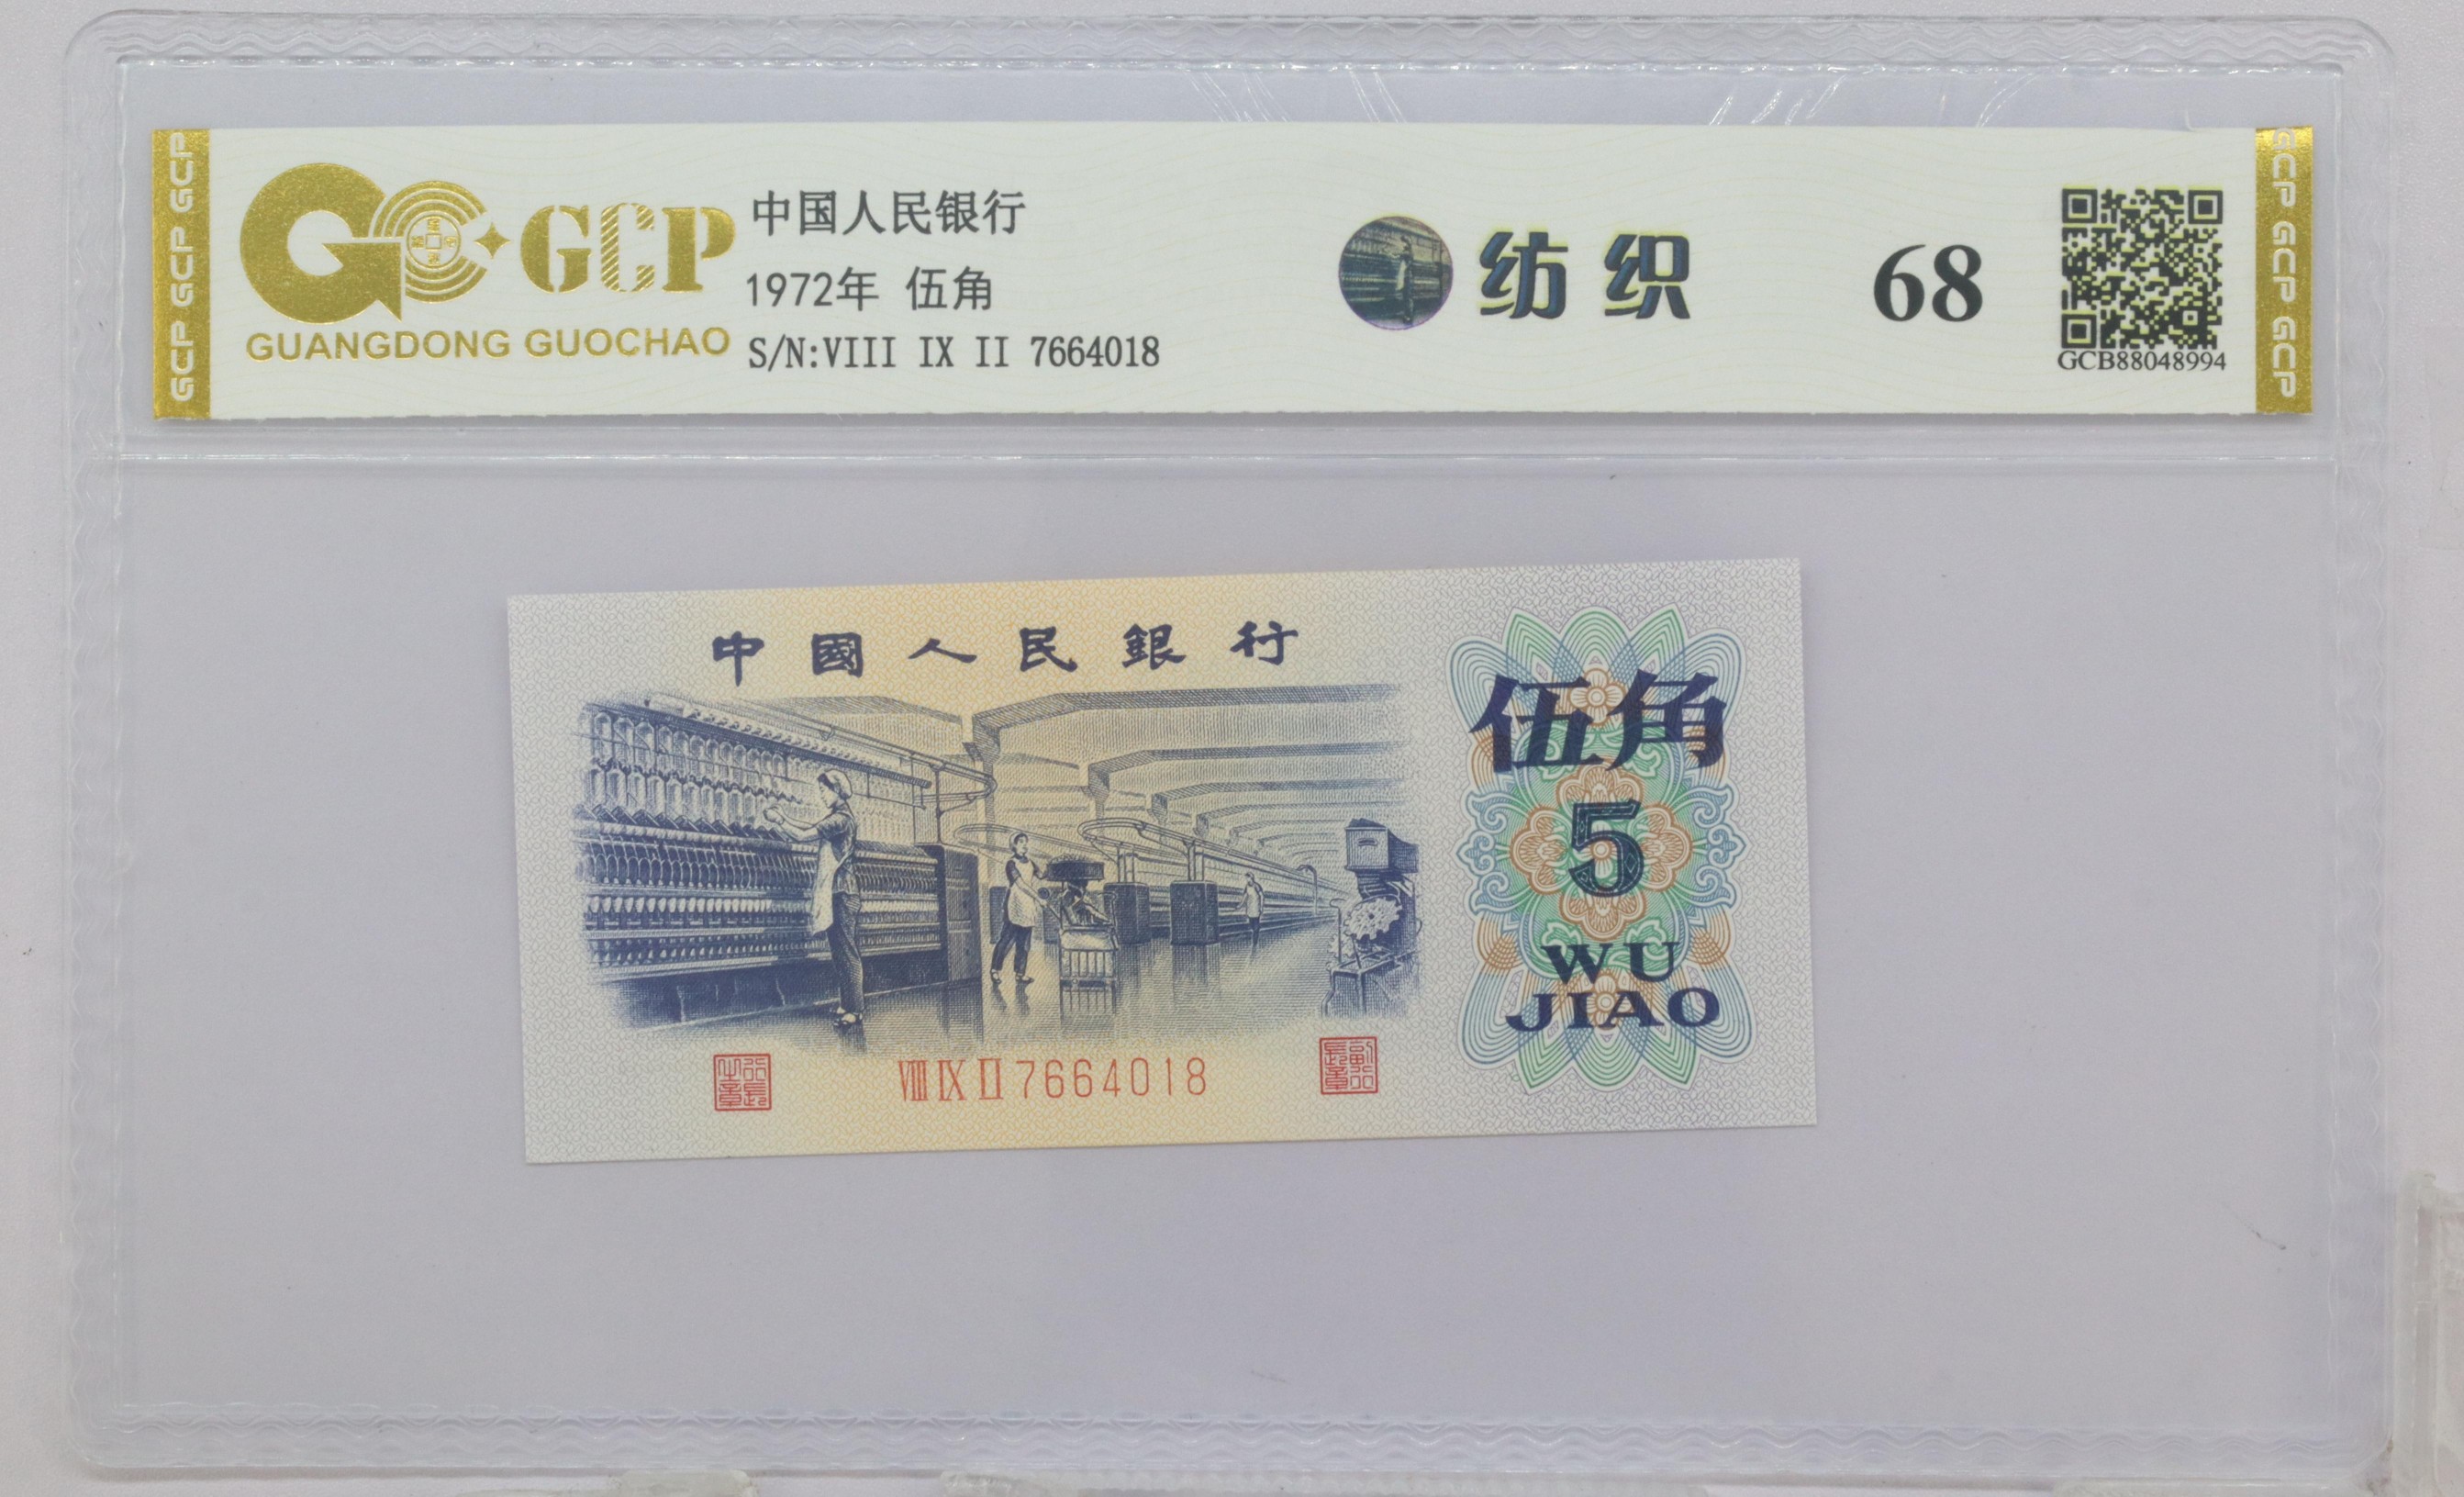 GCP GCP GCP
GCP
GUANGDONG GUOCHAO
中国人民银行
1972年 伍角
S/N:VIII IX II 7664018
纺织
68
GCB88048994
GCP GCP GCP
中國人民銀行
伍角
5
WU
JIAO
VIII IX II 7664018